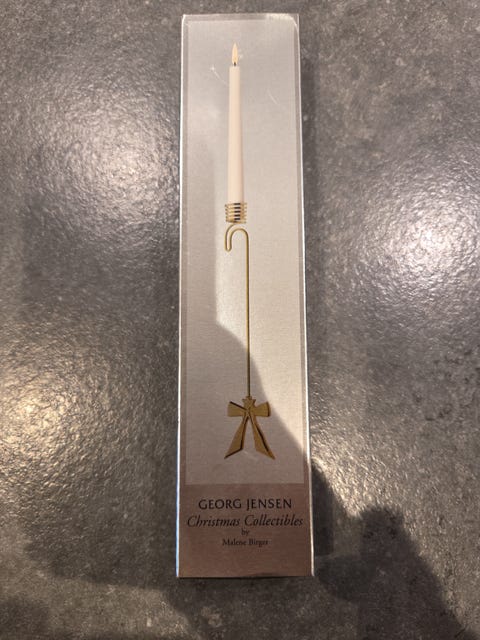 GEORG JENSEN
Christmas Collectibles
by
Malene Birger